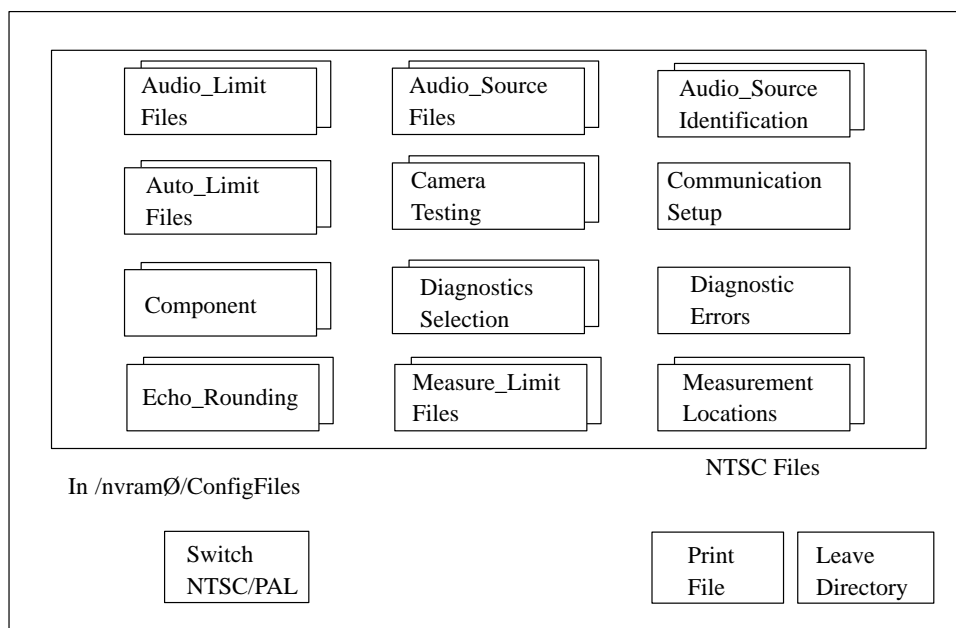 Audio_Limit
Files
Audio_Source
Files
Audio_Source
Identification
Auto_Limit
Files
Camera
Testing
Communication
Setup
Component
Diagnostics
Selection
Diagnostic
Errors
Echo_Rounding
Measure_Limit
Files
Measurement
Locations
NTSC Files
In /nvramØ/ConfigFiles
Switch
NTSC/PAL
Print
File
Leave
Directory